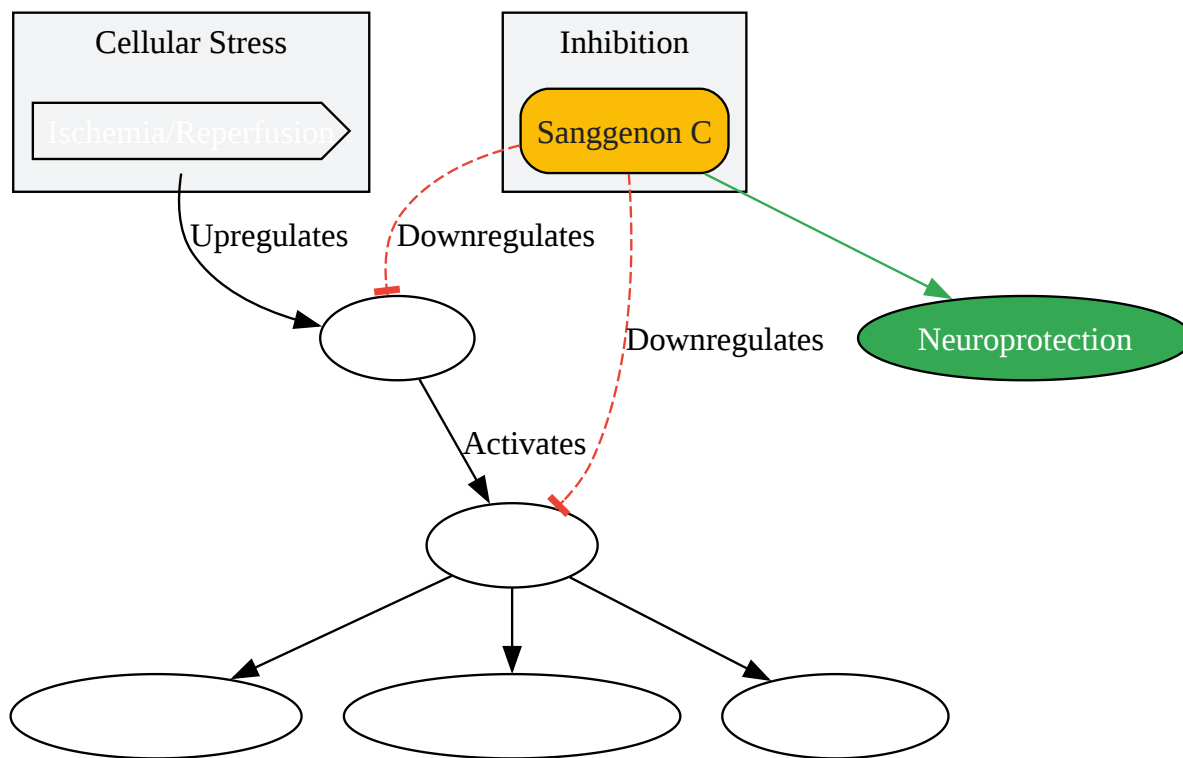 Cellular Stress
Inhibition
Ischemia/Reperfusion
Sanggenon C
Upregulates
Downregulates
Downregulates
Neuroprotection
Activates